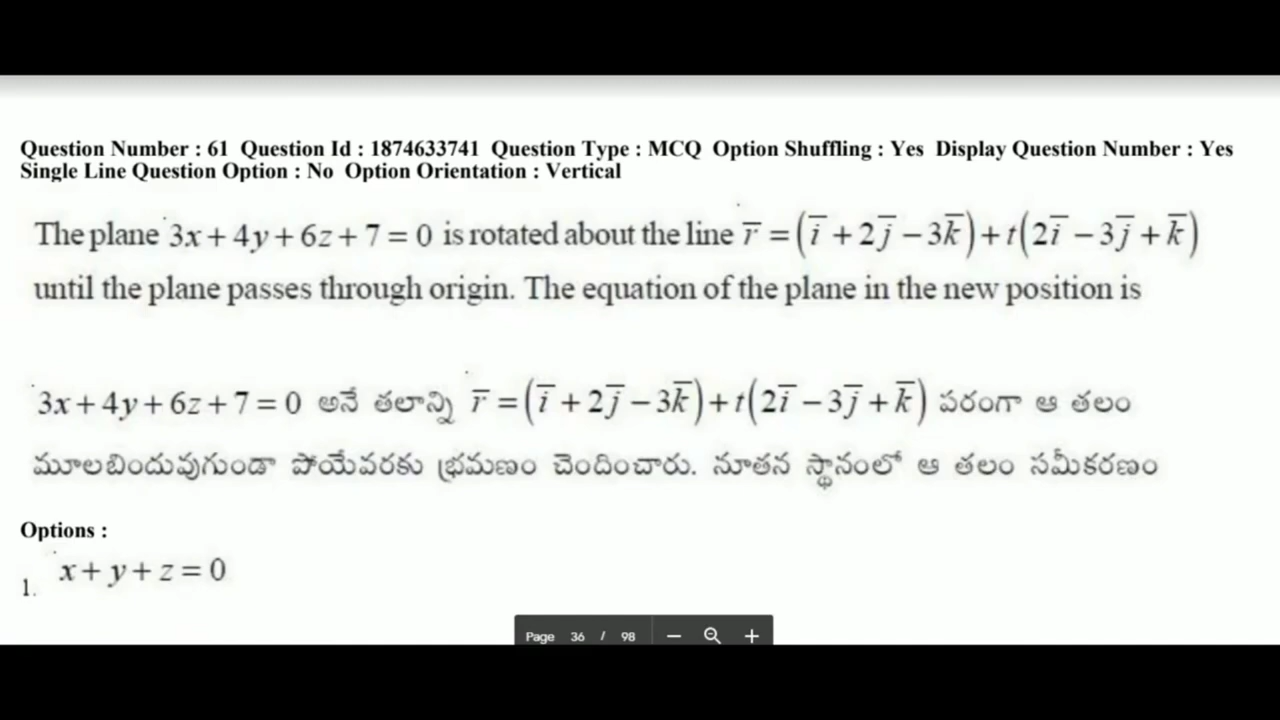 Question Number : 61 Question Id : 1874633741 Question Type : MCQ Option Shuffling : Yes Display Question Number : Yes
Single Line Question Option : No Option Orientation : Vertical
The plane 3x + 4y + 6z + 7 = 0 is rotated about the line r̅ = (i̅ + 2j̅ − 3k̅) + t(2i̅ − 3j̅ + k̅)
until the plane passes through origin. The equation of the plane in the new position is
3x + 4y + 6z + 7 = 0 అనే తలాన్ని r̅ = (i̅ + 2j̅ − 3k̅) + t(2i̅ − 3j̅ + k̅) పరంగా ఆ తలం
మూలబిందువుగుండా పోయేవరకు భ్రమణం చెందించారు. నూతన స్థానంలో ఆ తలం సమీకరణం
Options :
1. x + y + z = 0
Page 36 / 98